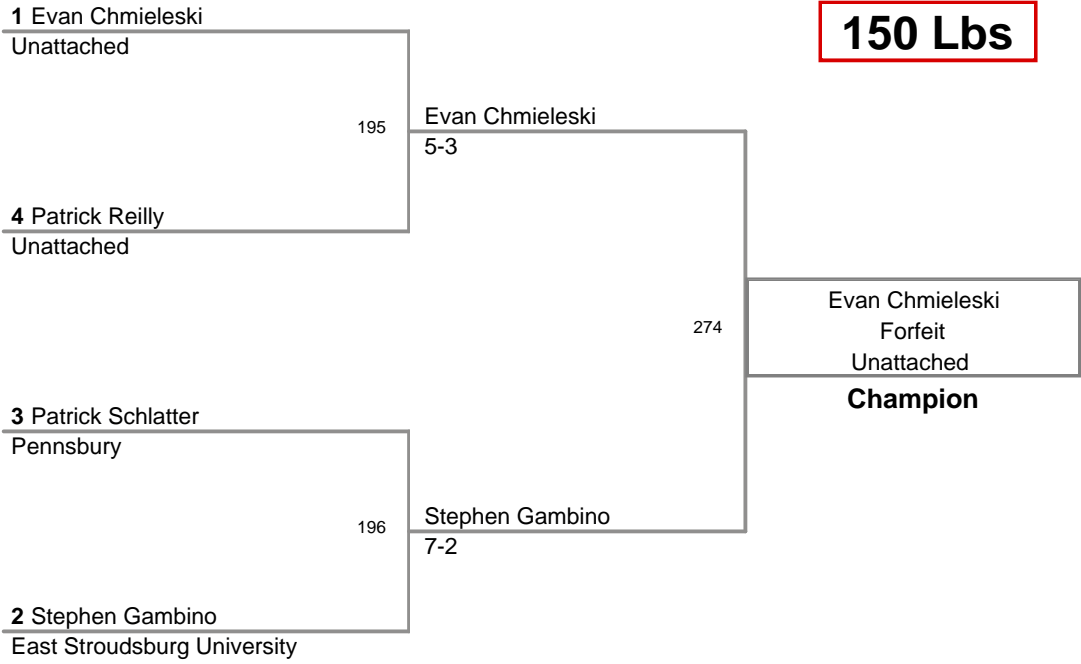 1 Evan Chmieleski
Unattached
150 Lbs
195
Evan Chmieleski
5-3
4 Patrick Reilly
Unattached
274
Evan Chmieleski
Forfeit
Unattached
Champion
3 Patrick Schlatter
Pennsbury
196
Stephen Gambino
7-2
2 Stephen Gambino
East Stroudsburg University